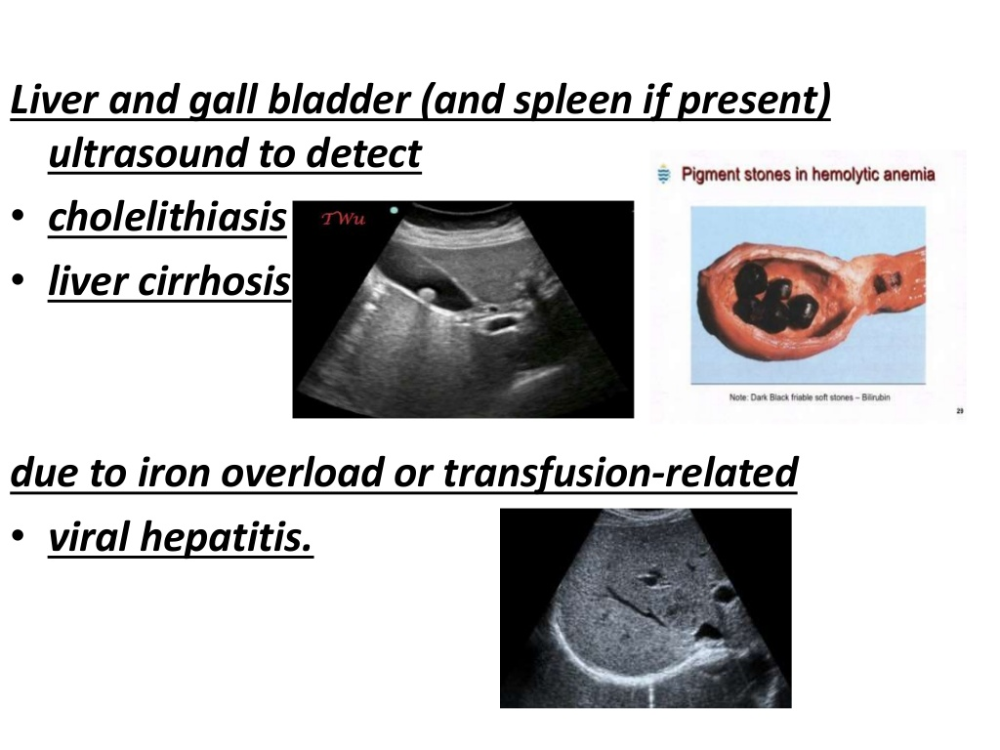 Liver and gall bladder (and spleen if present)
ultrasound to detect
• cholelithiasis
• liver cirrhosis
TWu
Pigment stones in hemolytic anemia
Note: Dark Black friable soft stones – Bilirubin
29
due to iron overload or transfusion-related
• viral hepatitis.